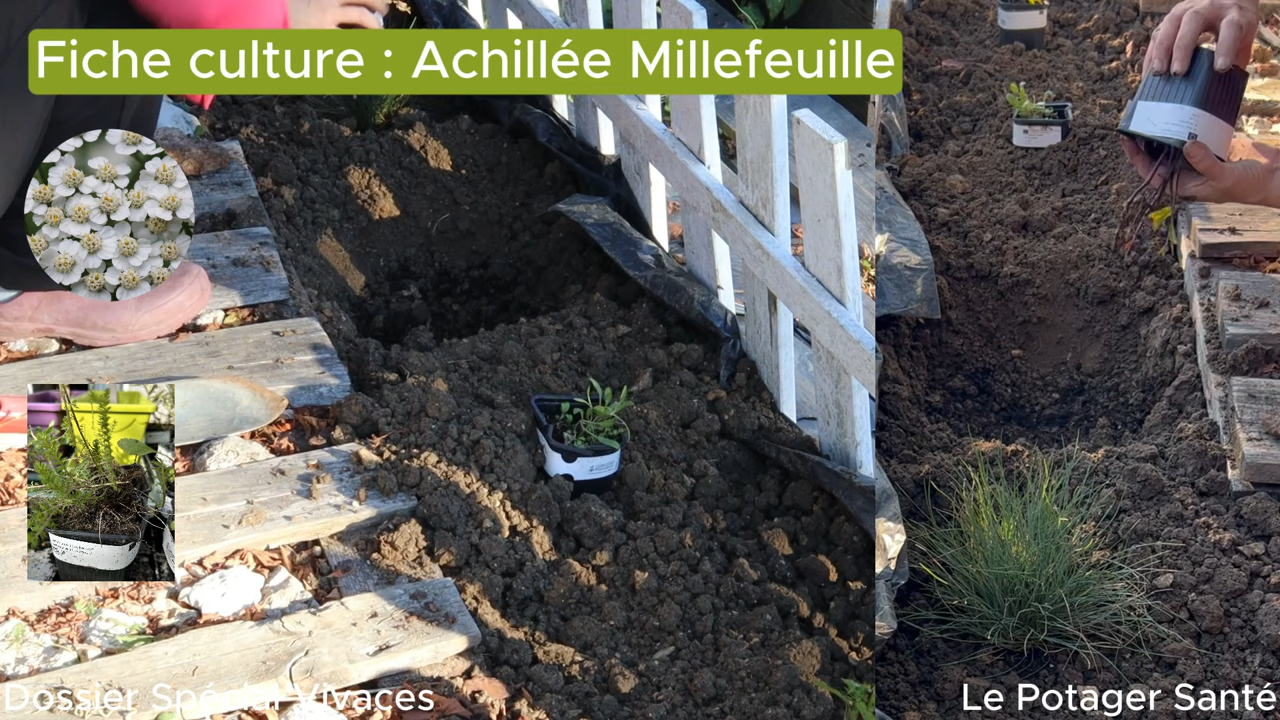 Fiche culture : Achillée Millefeuille
Dossier Spécial Vivaces
Le Potager Santé